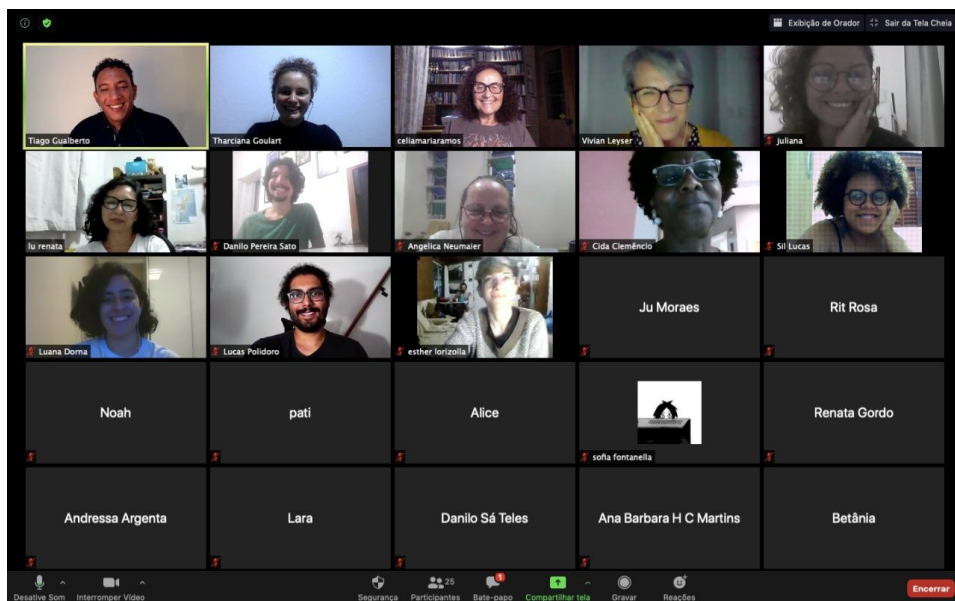 Exibição de Orador
Sair da Tela Cheia
Tiago Gualberto
Tharciana Goulart
celiamariaramos
Vivian Leyser
juliana
lu renata
Danilo Pereira Sato
Angelica Neumaier
Cida Clemêncio
Sil Lucas
Luana Dorna
Lucas Polidoro
esther lorizolla
Ju Moraes
Rit Rosa
Noah
pati
Alice
sofia fontanella
Renata Gordo
Andressa Argenta
Lara
Danilo Sá Teles
Ana Barbara H C Martins
Betânia
Desative Som
Interromper Vídeo
Segurança
25
Participantes
1
Bate-papo
Compartilhar tela
Gravar
Reações
Encerrar